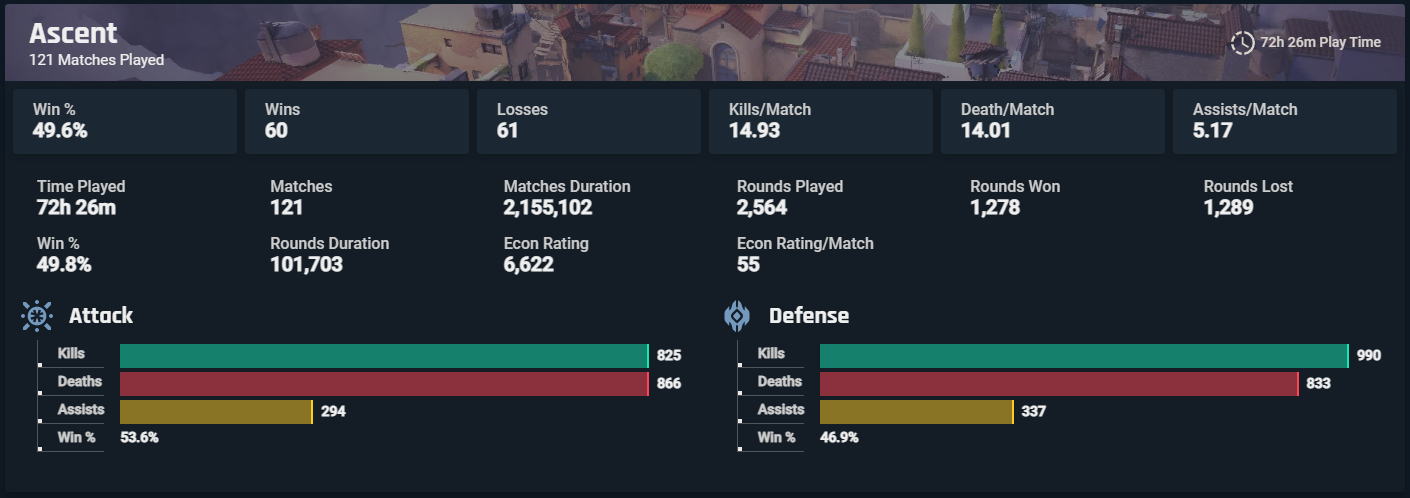 Ascent
121 Matches Played
72h 26m Play Time
Win % Wins Losses Kills/Match Death/Match Assists/Match
49.6% 60 61 14.93 14.01 5.17
Time Played Matches Matches Duration Rounds Played Rounds Won Rounds Lost
72h 26m 121 2,155,102 2,564 1,278 1,289
Win % Rounds Duration Econ Rating Econ Rating/Match
49.8% 101,703 6,622 55
Attack
Kills 825
Deaths 866
Assists 294
Win % 53.6%
Defense
Kills 990
Deaths 833
Assists 337
Win % 46.9%